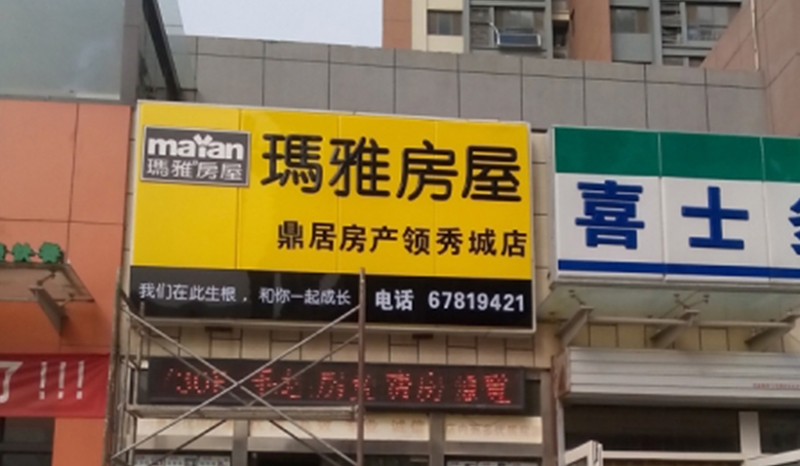 maYan
瑪雅房屋
瑪雅房屋
鼎居房产领秀城店
我们在此生根，和你一起成长
电话 67819421
喜士
了!!!